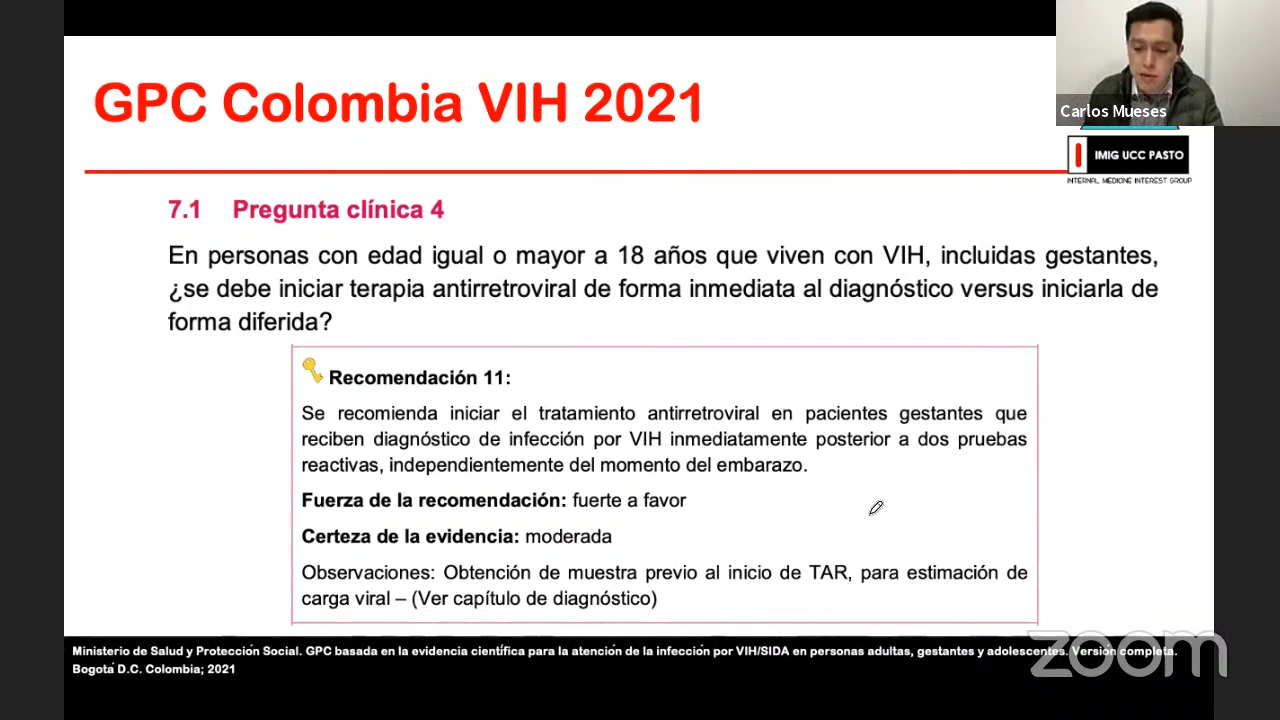 GPC Colombia VIH 2021
Carlos Mueses
IMIG UCC PASTO
INTERNAL MEDICINE INTEREST GROUP
7.1 Pregunta clínica 4
En personas con edad igual o mayor a 18 años que viven con VIH, incluidas gestantes,
¿se debe iniciar terapia antirretroviral de forma inmediata al diagnóstico versus iniciarla de
forma diferida?
Recomendación 11:
Se recomienda iniciar el tratamiento antirretroviral en pacientes gestantes que
reciben diagnóstico de infección por VIH inmediatamente posterior a dos pruebas
reactivas, independientemente del momento del embarazo.
Fuerza de la recomendación: fuerte a favor
Certeza de la evidencia: moderada
Observaciones: Obtención de muestra previo al inicio de TAR, para estimación de
carga viral – (Ver capítulo de diagnóstico)
Ministerio de Salud y Protección Social. GPC basada en la evidencia científica para la atención de la infección por VIH/SIDA en personas adultas, gestantes y adolescentes. Versión completa.
Bogotá D.C. Colombia; 2021
zoom